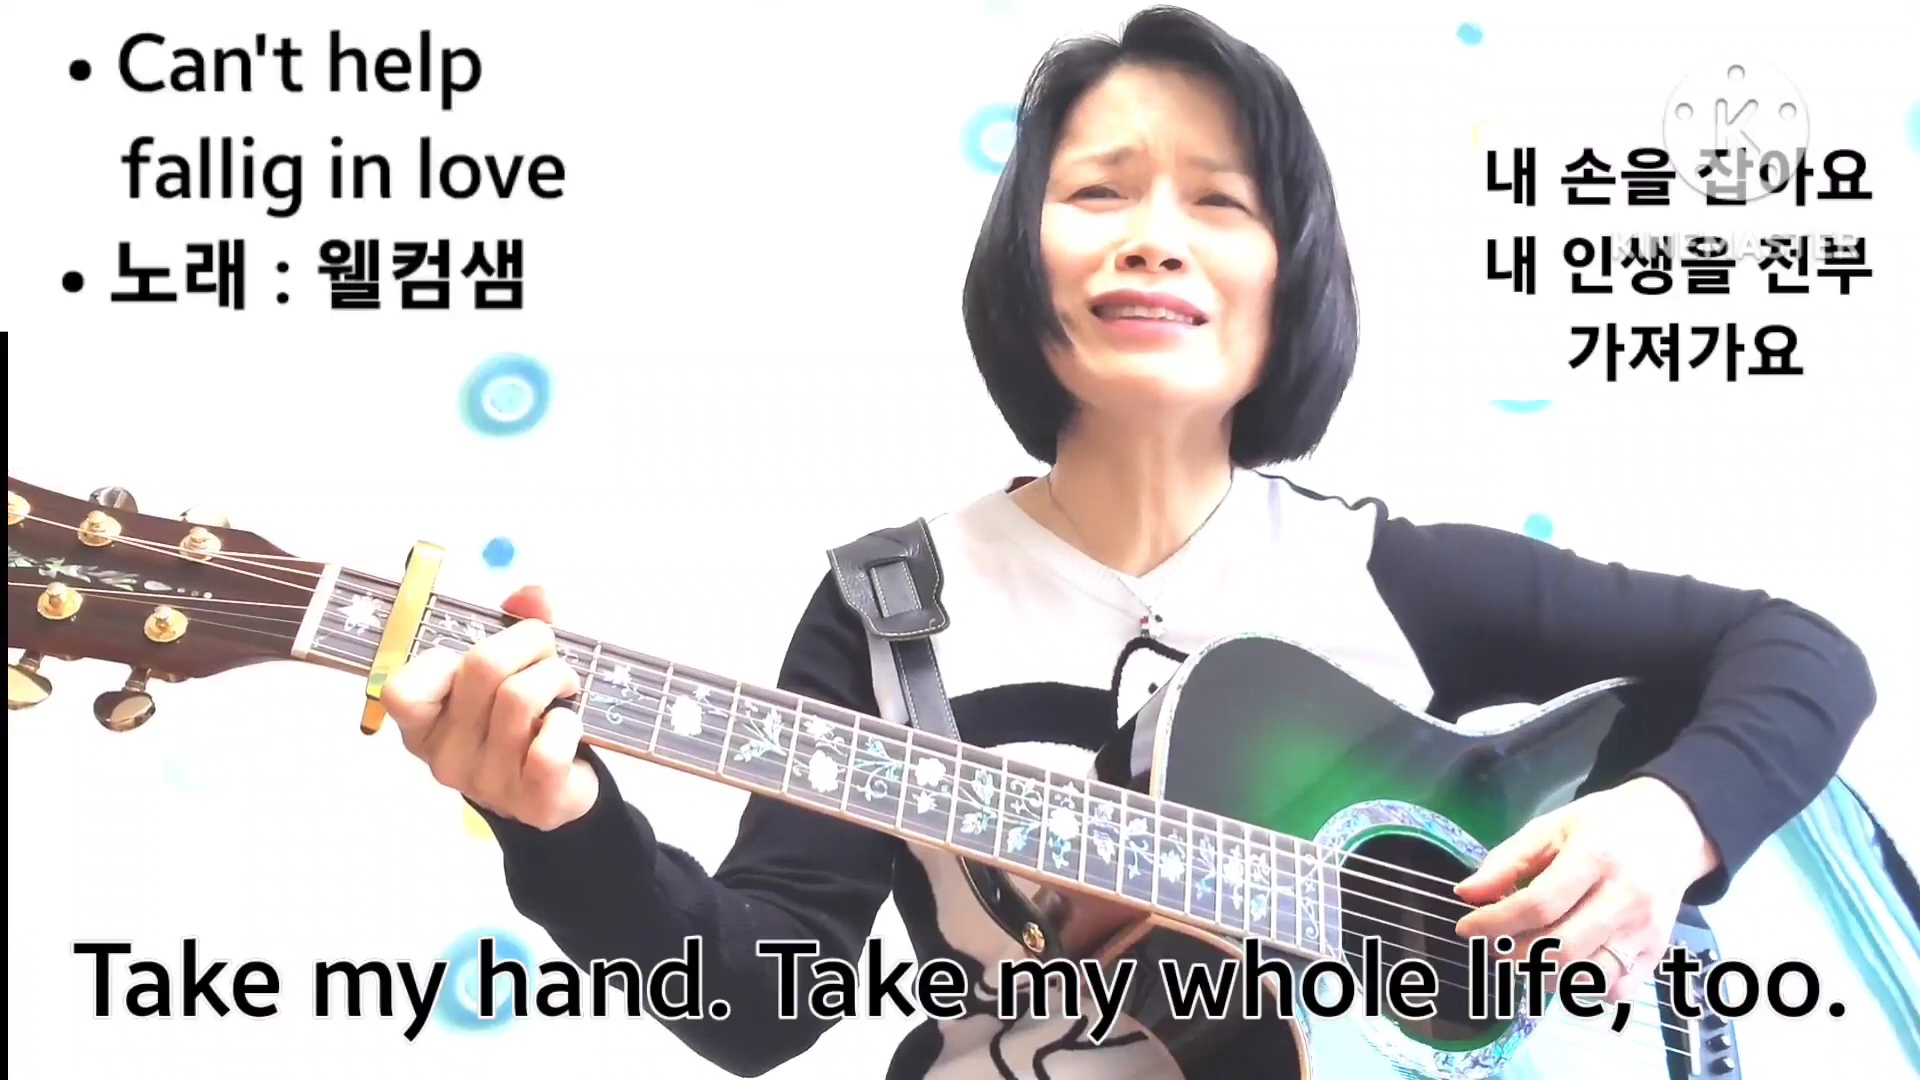 • Can't help
fallig in love
• 노래 : 웰컴샘
내 손을 잡아요
내 인생을 전부
가져가요
K
KINEMASTER
Take my hand. Take my whole life, too.